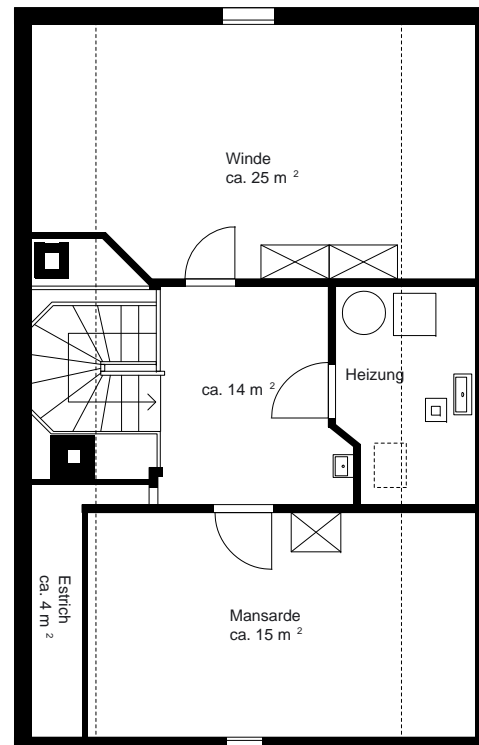 Winde
ca. 25 m ²
ca. 14 m ²
Heizung
Estrich
ca. 4 m ²
Mansarde
ca. 15 m ²